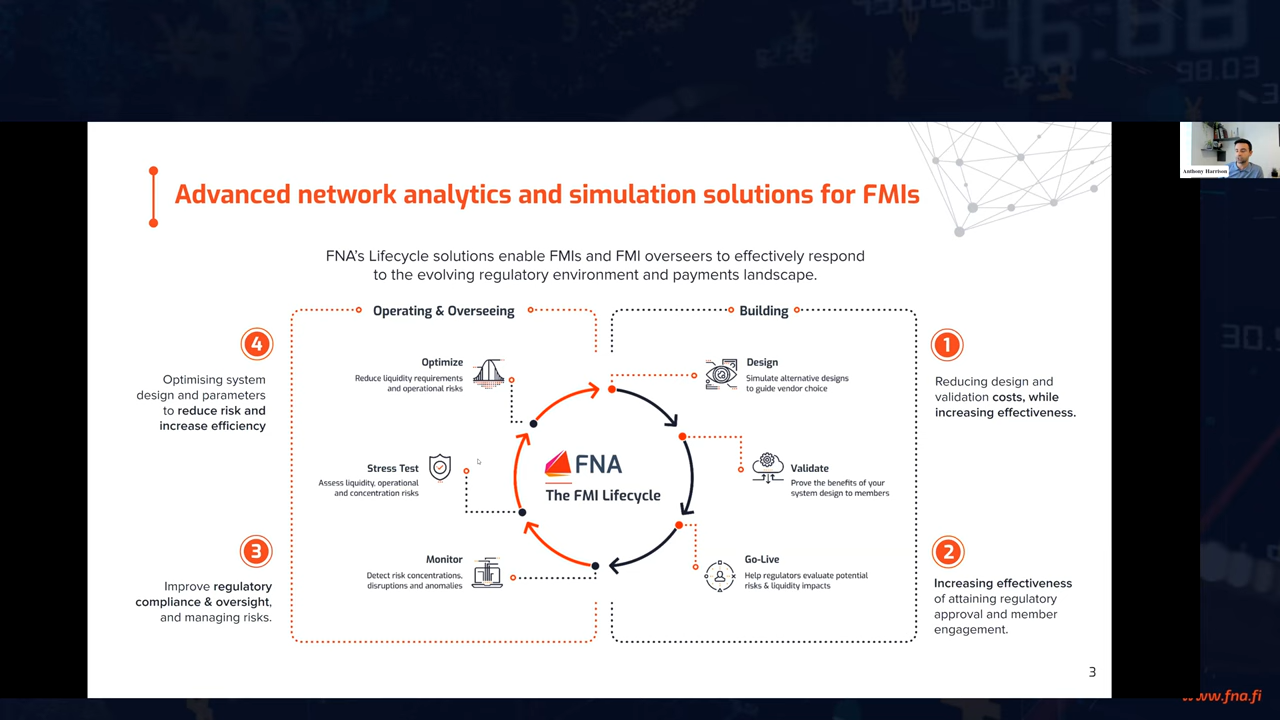 98.03
Anthony Harrison
Advanced network analytics and simulation solutions for FMIs
FNA's Lifecycle solutions enable FMIs and FMI overseers to effectively respond
to the evolving regulatory environment and payments landscape.
Operating & Overseeing
Building
4
Optimising system
design and parameters
to reduce risk and
increase efficiency
Optimize
Reduce liquidity requirements
and operational risks
Design
Simulate alternative designs
to guide vendor choice
1
Reducing design and
validation costs, while
increasing effectiveness.
Stress Test
Assess liquidity, operational
and concentration risks
FNA
The FMI Lifecycle
Validate
Prove the benefits of your
system design to members
3
Improve regulatory
compliance & oversight,
and managing risks.
Monitor
Detect risk concentrations,
disruptions and anomalies
Go-Live
Help regulators evaluate potential
risks & liquidity impacts
2
Increasing effectiveness
of attaining regulatory
approval and member
engagement.
3
www.fna.fi